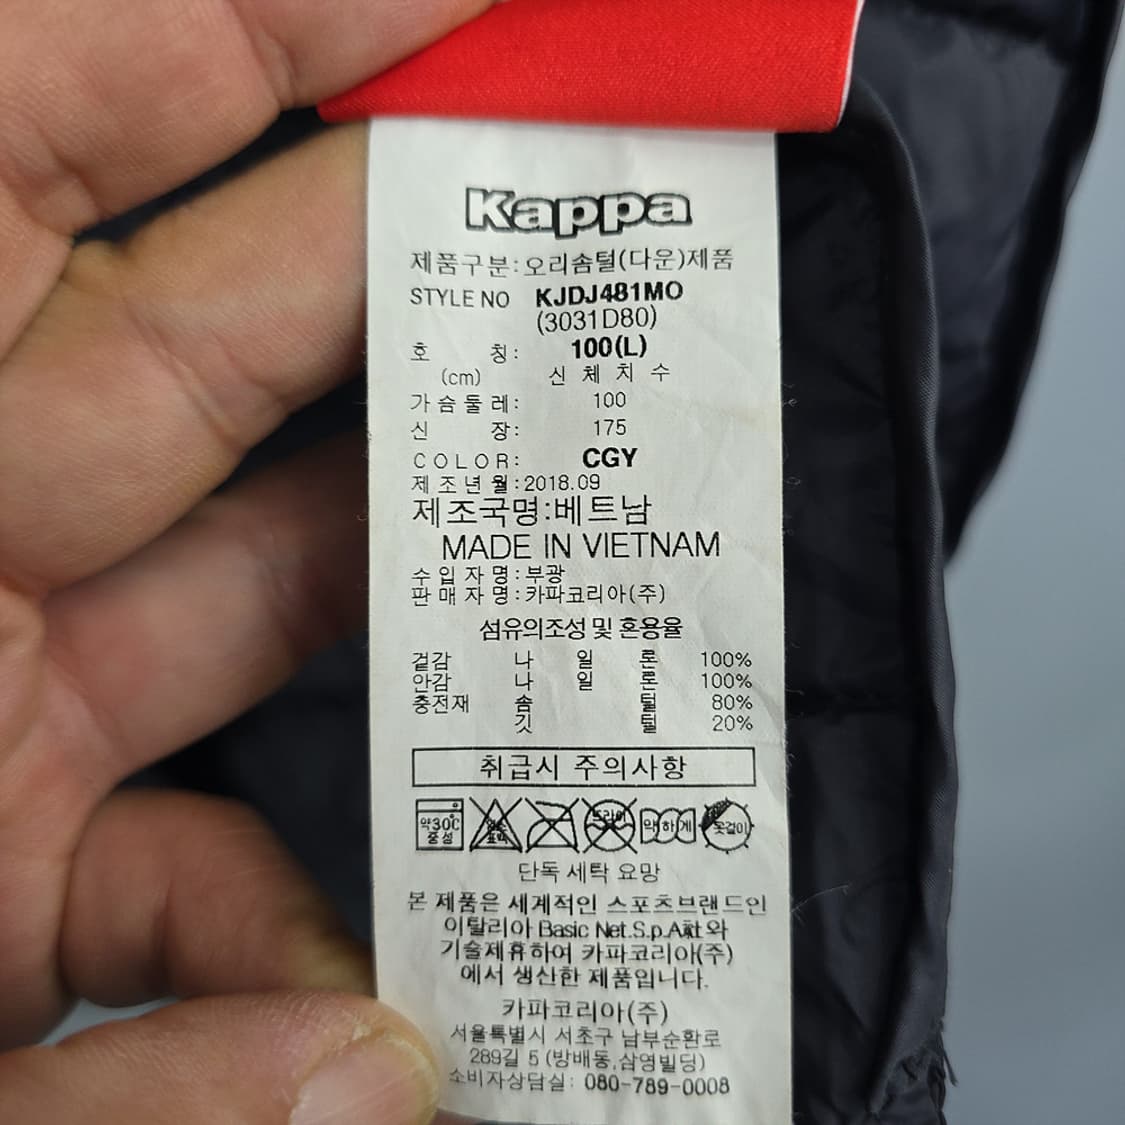 Kappa
제품구분:오리솜털(다운)제품
STYLE NO KJDJ481MO
(3031D80)
호 칭: 100(L)
(cm) 신 체 치 수
가슴둘레: 100
신 장: 175
COLOR: CGY
제조년월:2018.09
제조국명:베트남
MADE IN VIETNAM
수입자명:부광
판매자명:카파코리아(주)
섬유의조성 및 혼용율
겉감 나 일 론 100%
안감 나 일 론 100%
충전재 솜 털 80%
깃 털 20%
취급시 주의사항
약30℃ 중성 염소 표백 드라이 약하게 옷걸이
단독 세탁 요망
본 제품은 세계적인 스포츠브랜드인
이탈리아 Basic Net.S.p.A社와
기술제휴하여 카파코리아(주)
에서 생산한 제품입니다.
카파코리아(주)
서울특별시 서초구 남부순환로
289길 5 (방배동,삼영빌딩)
소비자상담실: 080-789-0008